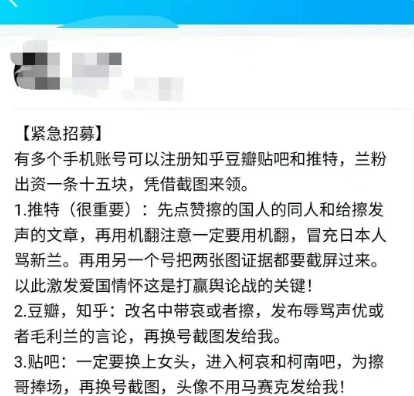 【紧急招募】
有多个手机账号可以注册知乎豆瓣贴吧和推特，兰粉
出资一条十五块，凭借截图来领。
1.推特（很重要）：先点赞擦的国人的同人和给擦发
声的文章，再用机翻注意一定要用机翻，冒充日本人
骂新兰。再用另一个号把两张图证据都要截屏过来。
以此激发爱国情怀这是打赢舆论战的关键！
2.豆瓣，知乎：改名中带哀或者擦，发布辱骂声优或
者毛利兰的言论，再换号截图发给我。
3.贴吧：一定要换上女头，进入柯哀和柯南吧，为擦
哥捧场，再换号截图，头像不用马赛克发给我！